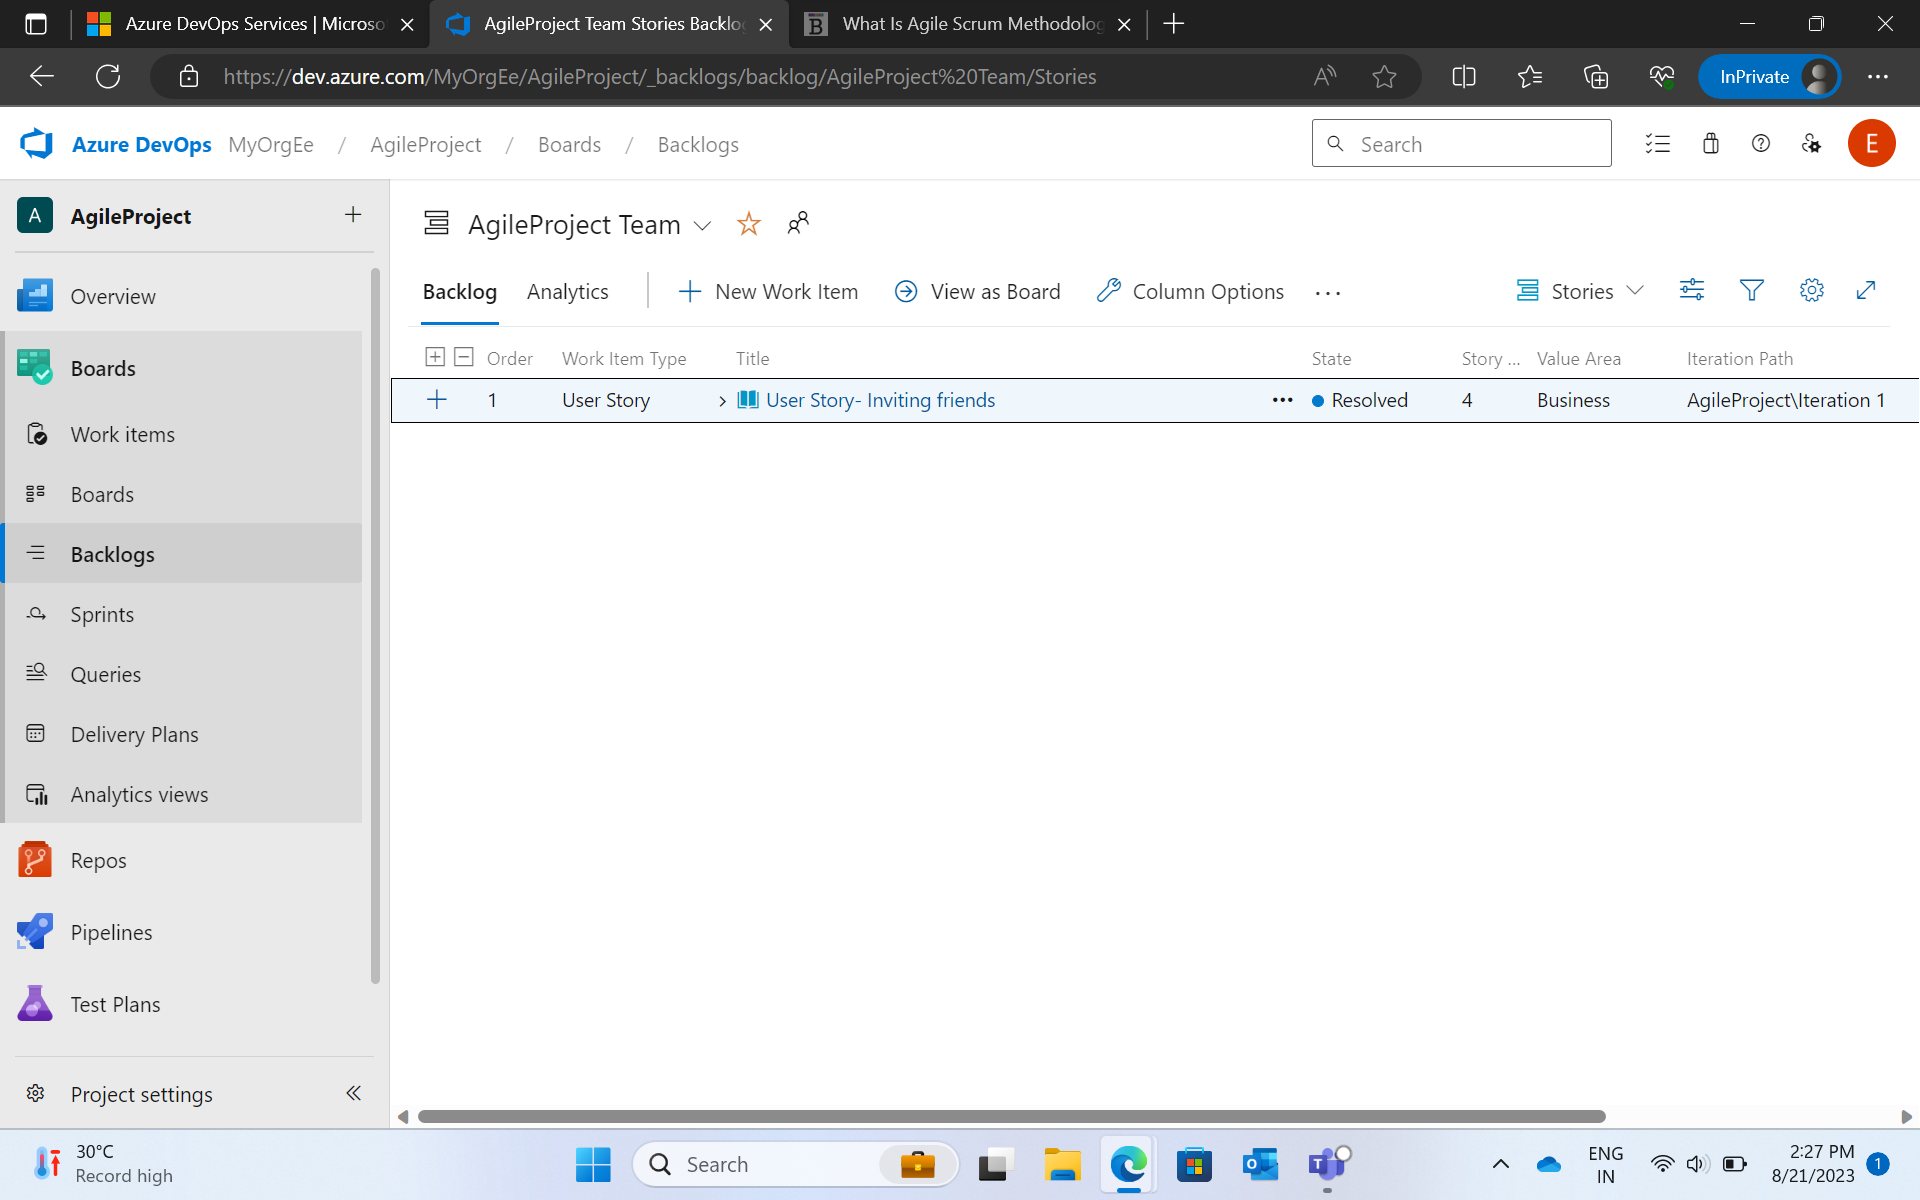 Azure DevOps Services | Microso
AgileProject Team Stories Backlo
What Is Agile Scrum Methodolog
https://dev.azure.com/MyOrgEe/AgileProject/_backlogs/backlog/AgileProject%20Team/Stories
InPrivate
Azure DevOps MyOrgEe / AgileProject / Boards / Backlogs
Search
E
A AgileProject
AgileProject Team
Overview
Boards
Work items
Boards
Backlogs
Sprints
Queries
Delivery Plans
Analytics views
Repos
Pipelines
Test Plans
Project settings
Backlog Analytics New Work Item View as Board Column Options ... Stories
Order Work Item Type Title State Story ... Value Area Iteration Path
1 User Story User Story- Inviting friends ... Resolved 4 Business AgileProject\Iteration 1
30°C
Record high
Search
ENG
IN
2:27 PM
8/21/2023
1